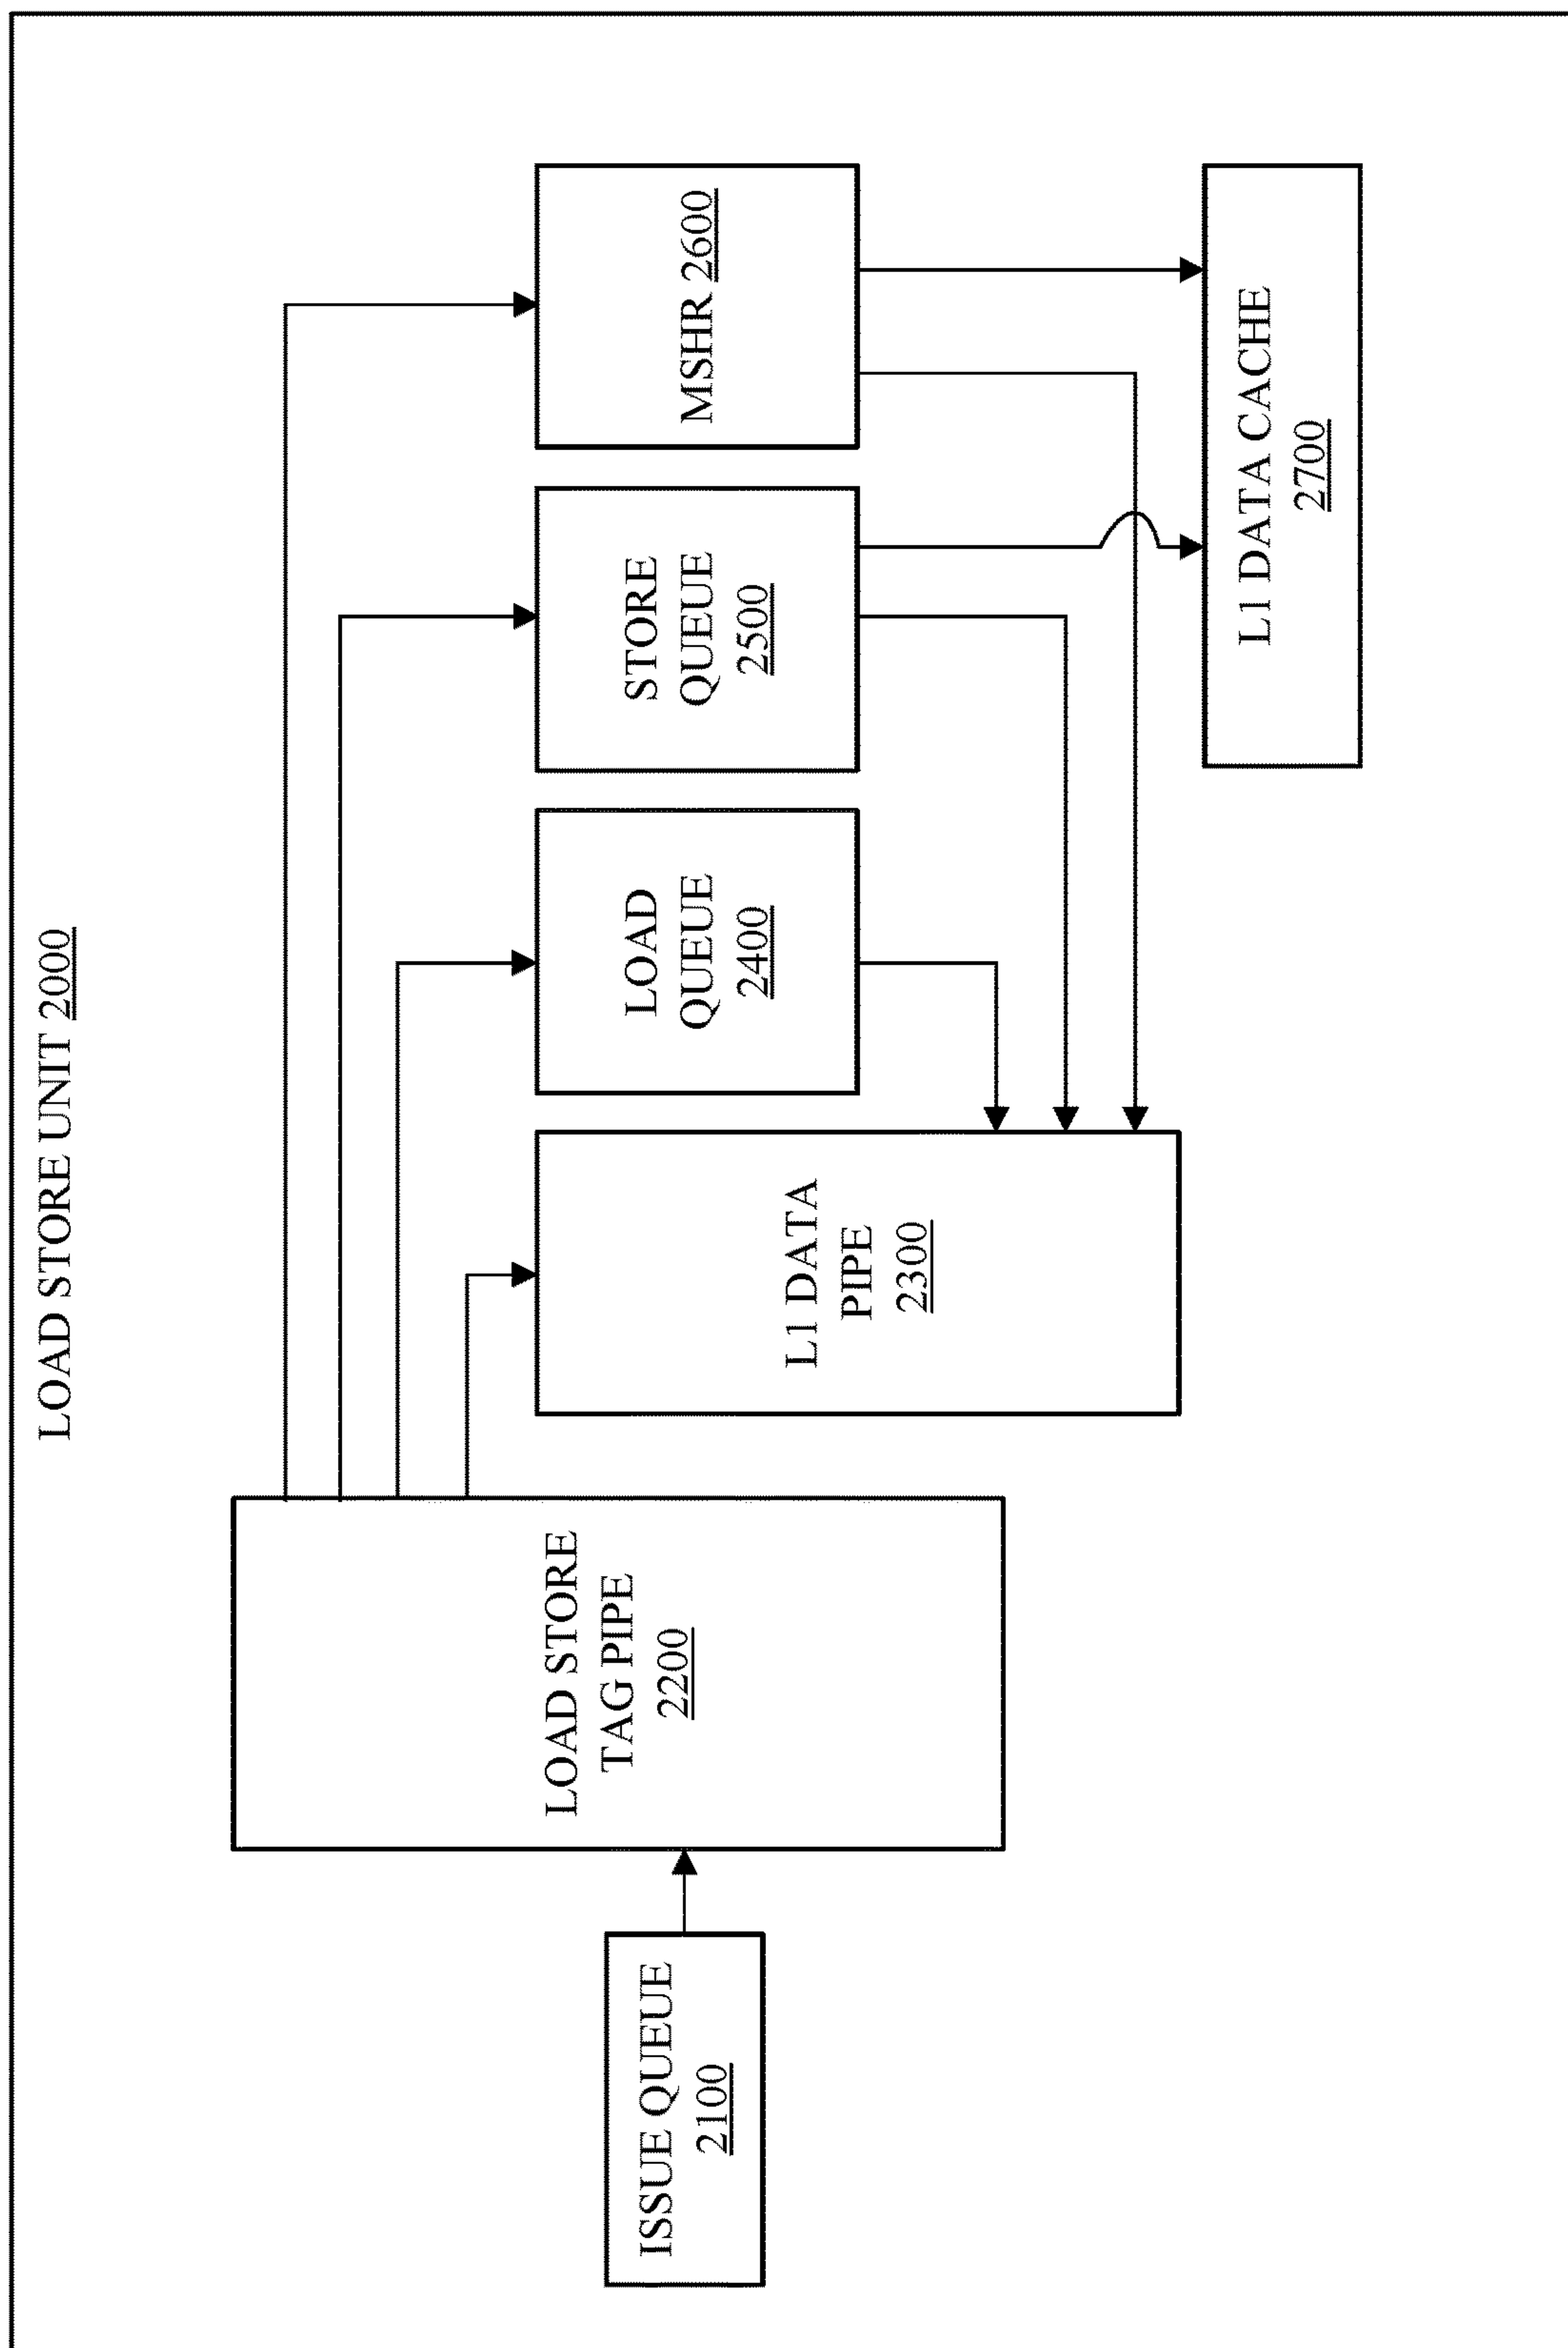 LOAD STORE UNIT 2000
ISSUE QUEUE
2100
LOAD STORE
TAG PIPE
2200
L1 DATA
PIPE
2300
LOAD
QUEUE
2400
STORE
QUEUE
2500
MSHR 2600
L1 DATA CACHE
2700